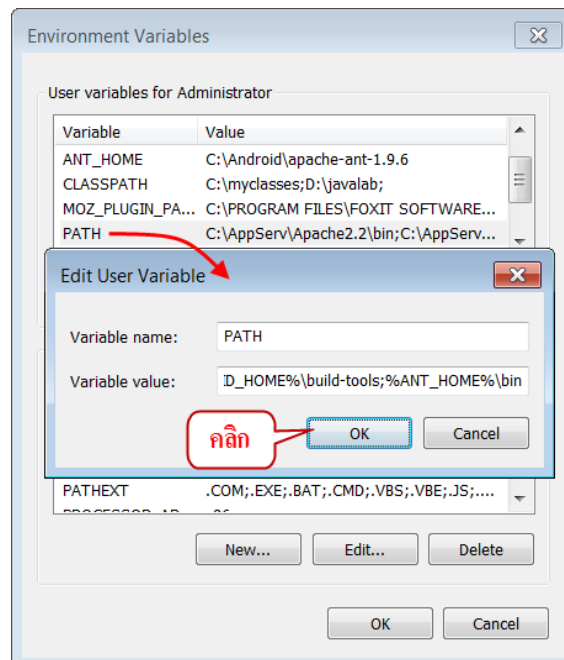 Environment Variables
User variables for Administrator
Variable Value
ANT_HOME C:\Android\apache-ant-1.9.6
CLASSPATH C:\myclasses;D:\javalab;
MOZ_PLUGIN_PA... C:\PROGRAM FILES\FOXIT SOFTWARE...
PATH C:\AppServ\Apache2.2\bin;C:\AppServ...
Edit User Variable
Variable name: PATH
Variable value: D_HOME%\build-tools;%ANT_HOME%\bin
คลิก
OK Cancel
PATHEXT .COM;.EXE;.BAT;.CMD;.VBS;.VBE;.JS;....
New... Edit... Delete
OK Cancel